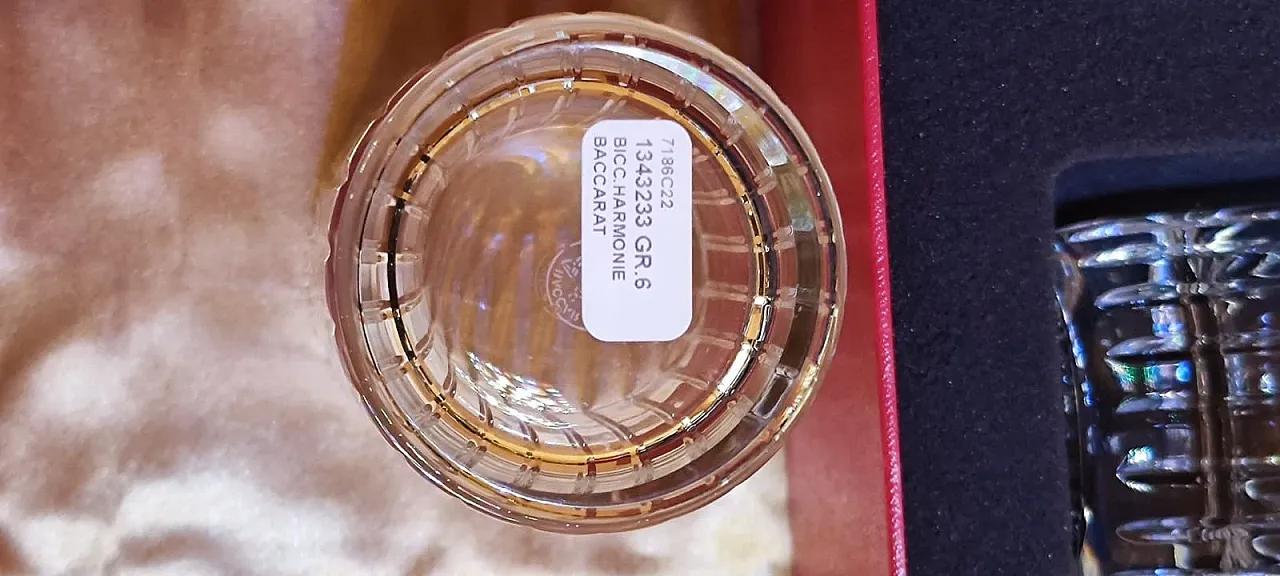 7186C22
1343233 GR.6
BICC.HARMONIE
BACCARAT